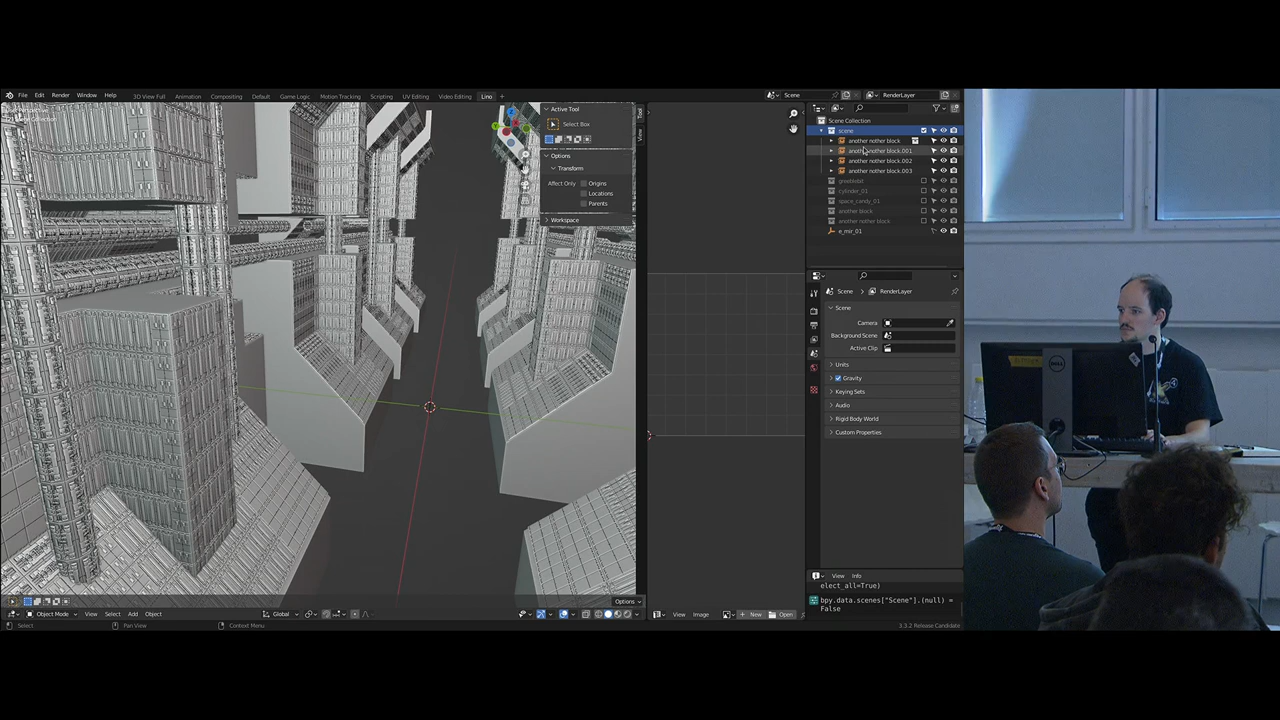 File Edit Render Window Help
3D View Full Animation Compositing Default Game Logic Motion Tracking Scripting UV Editing Video Editing Lino +
Scene
RenderLayer
Active Tool
Select Box
Options
Transform
Affect Only Origins
Locations
Parents
Workspace
Tool
View
Scene Collection
scene
another nother block
another nother block.001
another nother block.002
another nother block.003
greeblebit
cylinder_01
space_candy_01
another block
another nother block
e_mir_01
Scene > RenderLayer
Scene
Camera
Background Scene
Active Clip
Units
Gravity
Keying Sets
Audio
Rigid Body World
Custom Properties
View Info
elect_all=True)
bpy.data.scenes["Scene"].(null) =
False
Options
Object Mode View Select Add Object Global
View Image New Open
Select Pan View Context Menu 3.3.2 Release Candidate
DELL